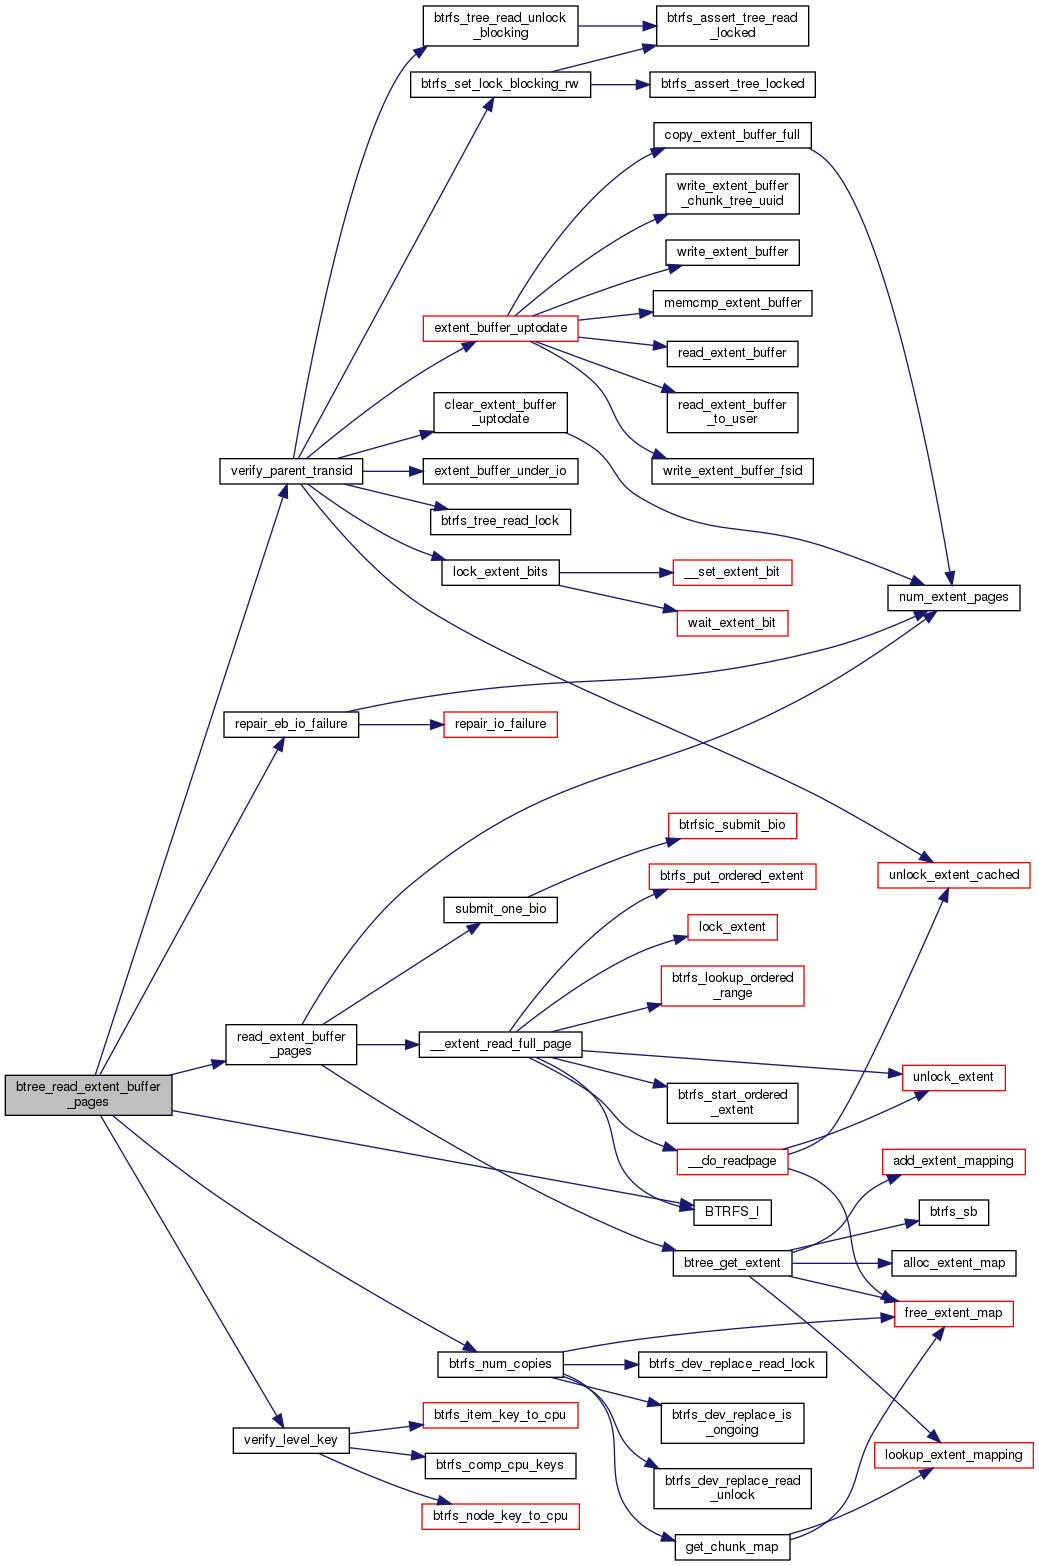 btrfs_tree_read_unlock
_blocking
btrfs_assert_tree_read
_locked
btrfs_set_lock_blocking_rw
btrfs_assert_tree_locked
copy_extent_buffer_full
write_extent_buffer
_chunk_tree_uuid
write_extent_buffer
memcmp_extent_buffer
extent_buffer_uptodate
read_extent_buffer
clear_extent_buffer
_uptodate
read_extent_buffer
_to_user
verify_parent_transid
extent_buffer_under_io
write_extent_buffer_fsid
btrfs_tree_read_lock
lock_extent_bits
__set_extent_bit
num_extent_pages
wait_extent_bit
repair_eb_io_failure
repair_io_failure
btrfsic_submit_bio
btrfs_put_ordered_extent
unlock_extent_cached
submit_one_bio
lock_extent
btrfs_lookup_ordered
_range
read_extent_buffer
_pages
__extent_read_full_page
unlock_extent
btree_read_extent_buffer
_pages
btrfs_start_ordered
_extent
__do_readpage
add_extent_mapping
BTRFS_I
btrfs_sb
btree_get_extent
alloc_extent_map
free_extent_map
btrfs_num_copies
btrfs_dev_replace_read_lock
btrfs_item_key_to_cpu
btrfs_dev_replace_is
_ongoing
verify_level_key
lookup_extent_mapping
btrfs_comp_cpu_keys
btrfs_dev_replace_read
_unlock
btrfs_node_key_to_cpu
get_chunk_map